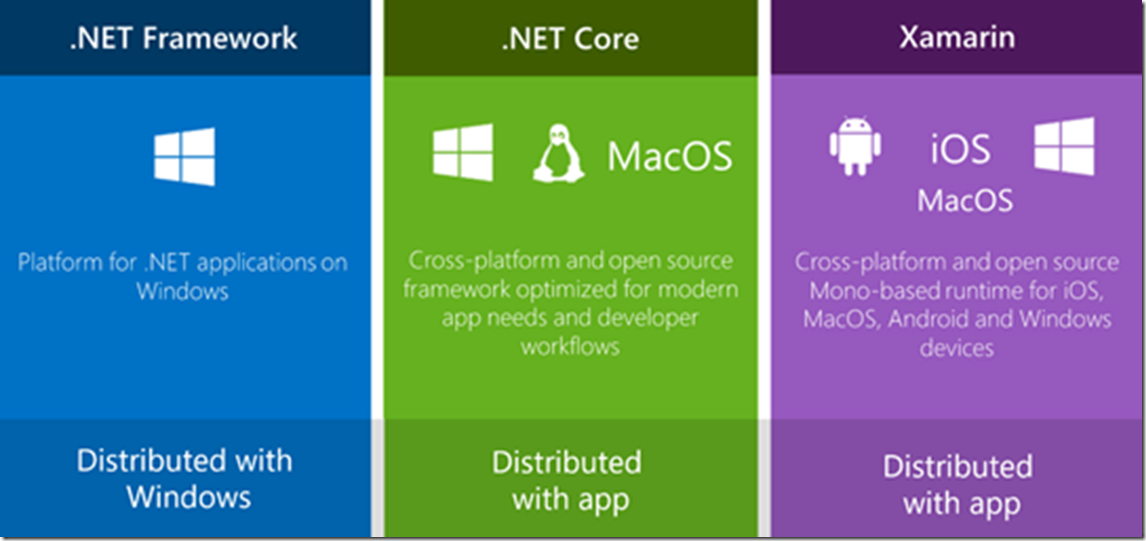 .NET Framework
Platform for .NET applications on
Windows
Distributed with
Windows
.NET Core
MacOS
Cross-platform and open source
framework optimized for modern
app needs and developer
workflows
Distributed
with app
Xamarin
iOS
MacOS
Cross-platform and open source
Mono-based runtime for iOS,
MacOS, Android and Windows
devices
Distributed
with app